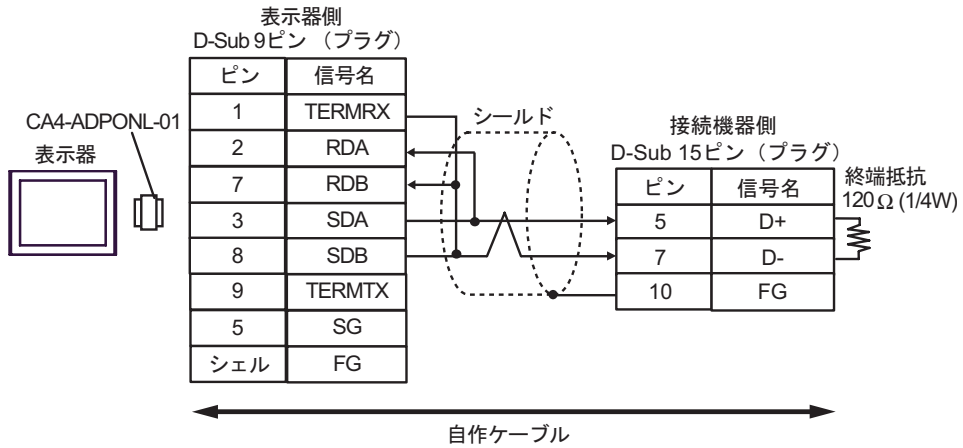 表示器側
D-Sub 9ピン （プラグ）
ピン 信号名
1 TERMRX
2 RDA
7 RDB
3 SDA
8 SDB
9 TERMTX
5 SG
シェル FG
CA4-ADPONL-01
表示器
シールド
接続機器側
D-Sub 15ピン（プラグ）
ピン 信号名
5 D+
7 D-
10 FG
終端抵抗
120Ω (1/4W)
自作ケーブル